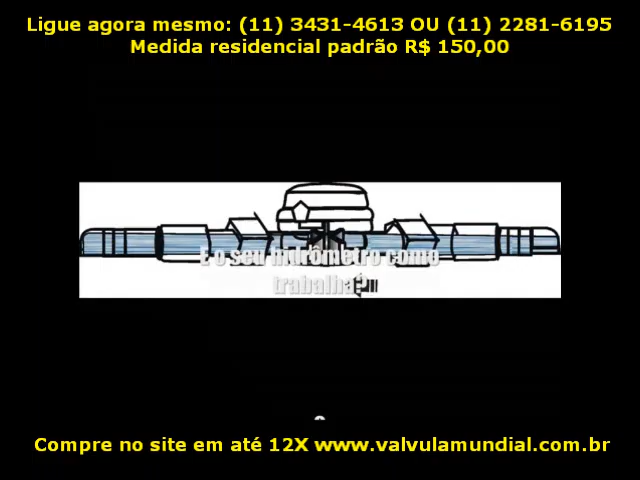 Ligue agora mesmo: (11) 3431-4613 OU (11) 2281-6195
Medida residencial padrão R$ 150,00
E o seu hidrômetro como
trabalha?
Compre no site em até 12X www.valvulamundial.com.br